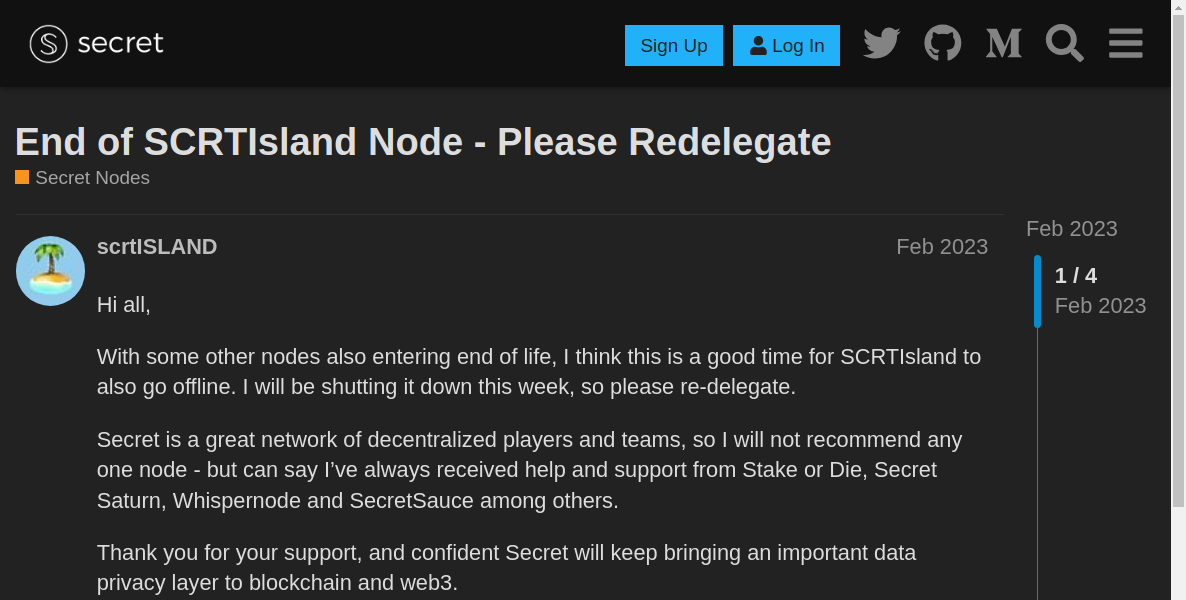 secret
Sign Up
Log In
End of SCRTIsland Node - Please Redelegate
Secret Nodes
scrtISLAND
Feb 2023
Hi all,
With some other nodes also entering end of life, I think this is a good time for SCRTIsland to
also go offline. I will be shutting it down this week, so please re-delegate.
Secret is a great network of decentralized players and teams, so I will not recommend any
one node - but can say I’ve always received help and support from Stake or Die, Secret
Saturn, Whispernode and SecretSauce among others.
Thank you for your support, and confident Secret will keep bringing an important data
privacy layer to blockchain and web3.
Feb 2023
1 / 4
Feb 2023